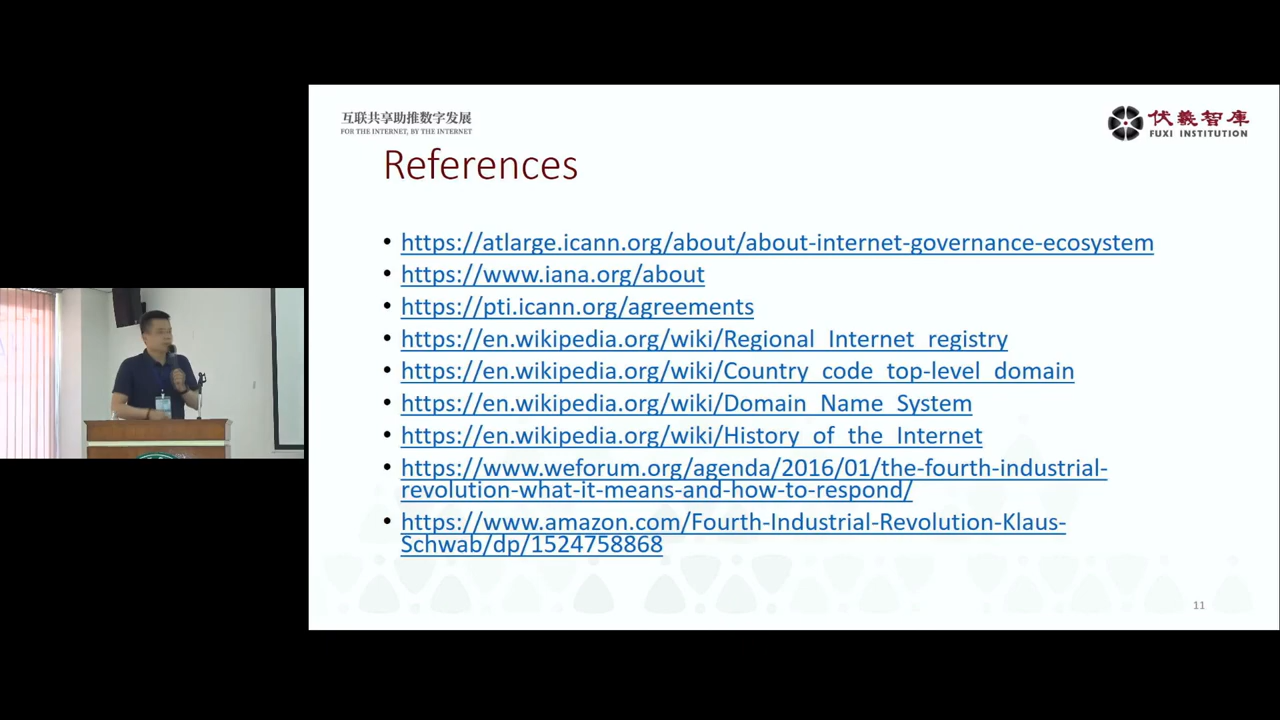 互联共享助推数字发展
FOR THE INTERNET, BY THE INTERNET
伏羲智庫
FUXI INSTITUTION
References
• https://atlarge.icann.org/about/about-internet-governance-ecosystem
• https://www.iana.org/about
• https://pti.icann.org/agreements
• https://en.wikipedia.org/wiki/Regional_Internet_registry
• https://en.wikipedia.org/wiki/Country_code_top-level_domain
• https://en.wikipedia.org/wiki/Domain_Name_System
• https://en.wikipedia.org/wiki/History_of_the_Internet
• https://www.weforum.org/agenda/2016/01/the-fourth-industrial-
revolution-what-it-means-and-how-to-respond/
• https://www.amazon.com/Fourth-Industrial-Revolution-Klaus-
Schwab/dp/1524758868
11